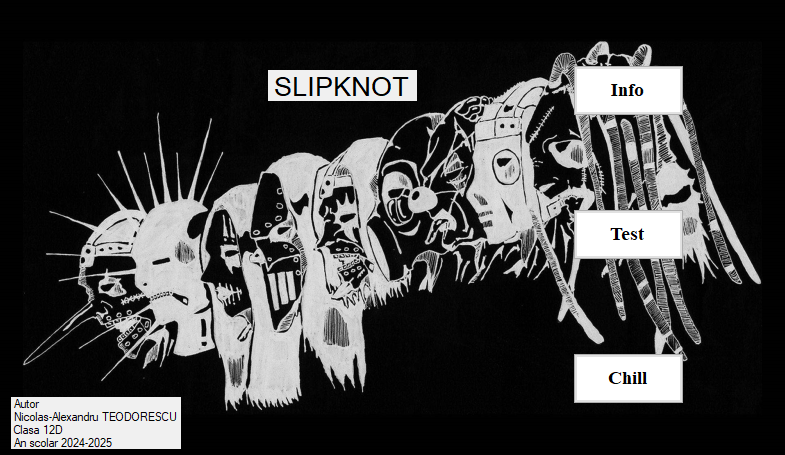 SLIPKNOT
Info
Test
Chill
Autor
Nicolas-Alexandru TEODORESCU
Clasa 12D
An scolar 2024-2025